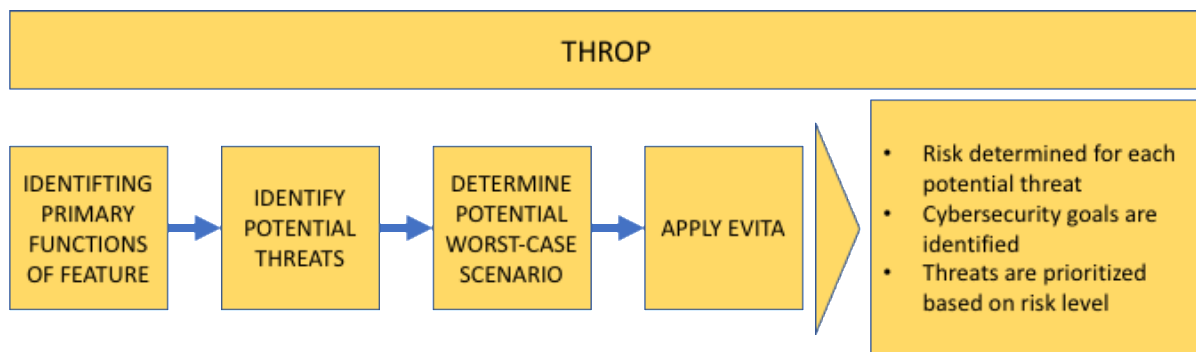 THROP
IDENTIFTING
PRIMARY
FUNCTIONS
OF FEATURE
IDENTIFY
POTENTIAL
THREATS
DETERMINE
POTENTIAL
WORST-CASE
SCENARIO
APPLY EVITA
• Risk determined for each
potential threat
• Cybersecurity goals are
identified
• Threats are prioritized
based on risk level